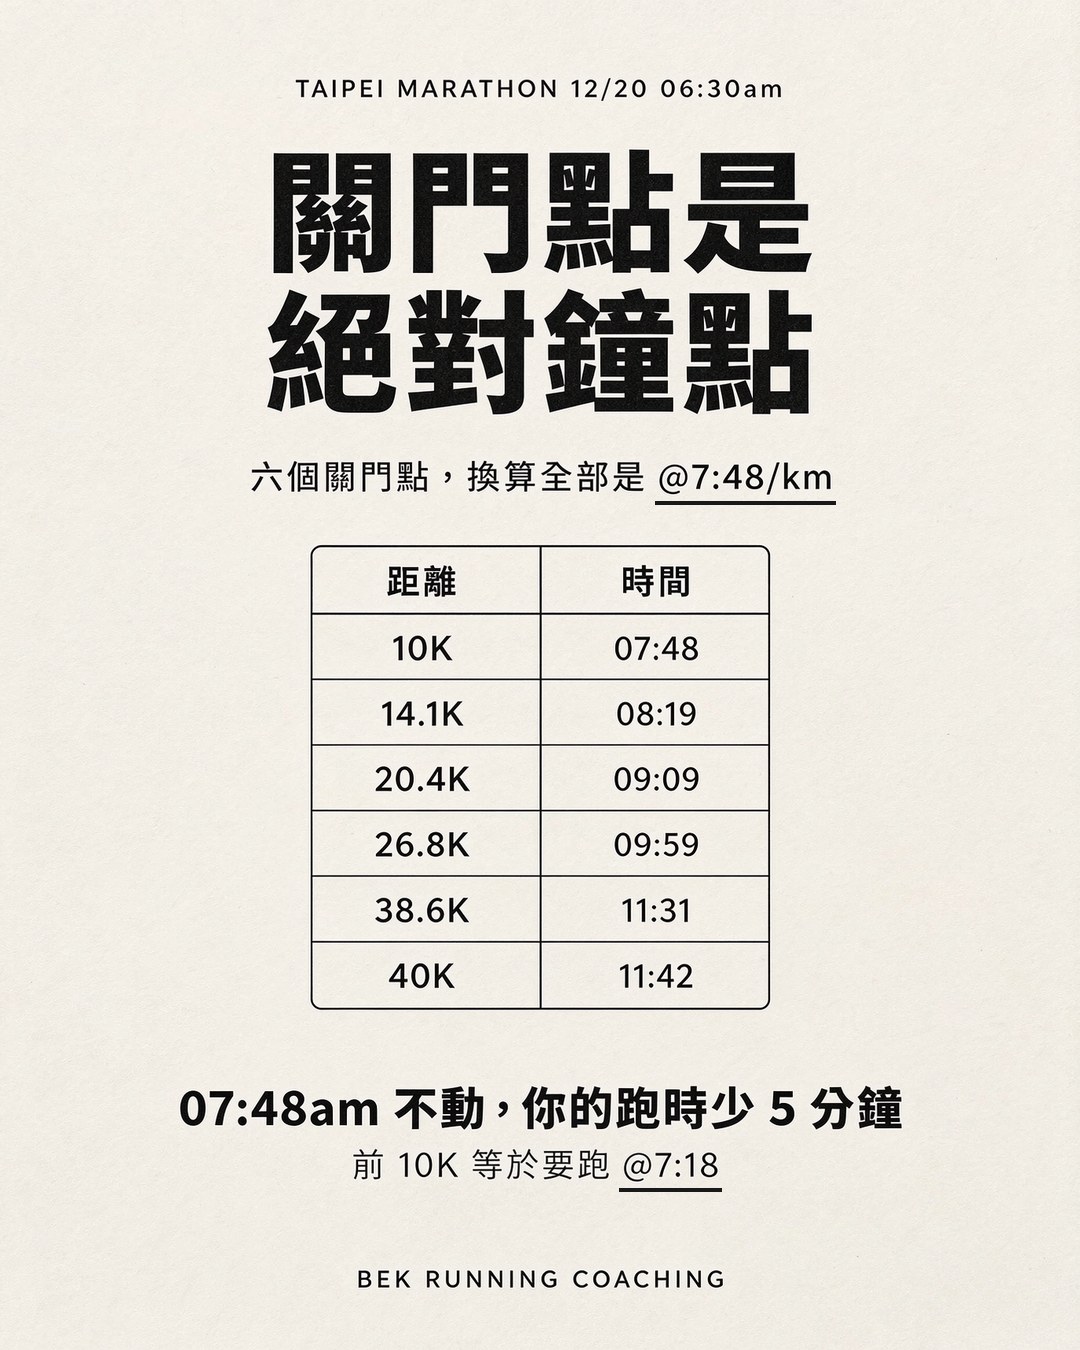 TAIPEI MARATHON 12/20 06:30am
關門點是
絕對鐘點
六個關門點，換算全部是 @7:48/km
距離 時間
10K 07:48
14.1K 08:19
20.4K 09:09
26.8K 09:59
38.6K 11:31
40K 11:42
07:48am 不動，你的跑時少 5 分鐘
前 10K 等於要跑 @7:18
BEK RUNNING COACHING